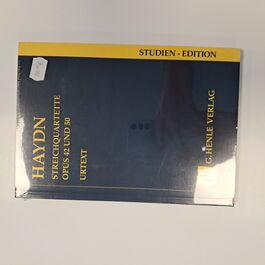 STUDIEN-EDITION
HAYDN
STREICHQUARTETTE
OPUS 42 UND 50
URTEXT
G. HENLE VERLAG